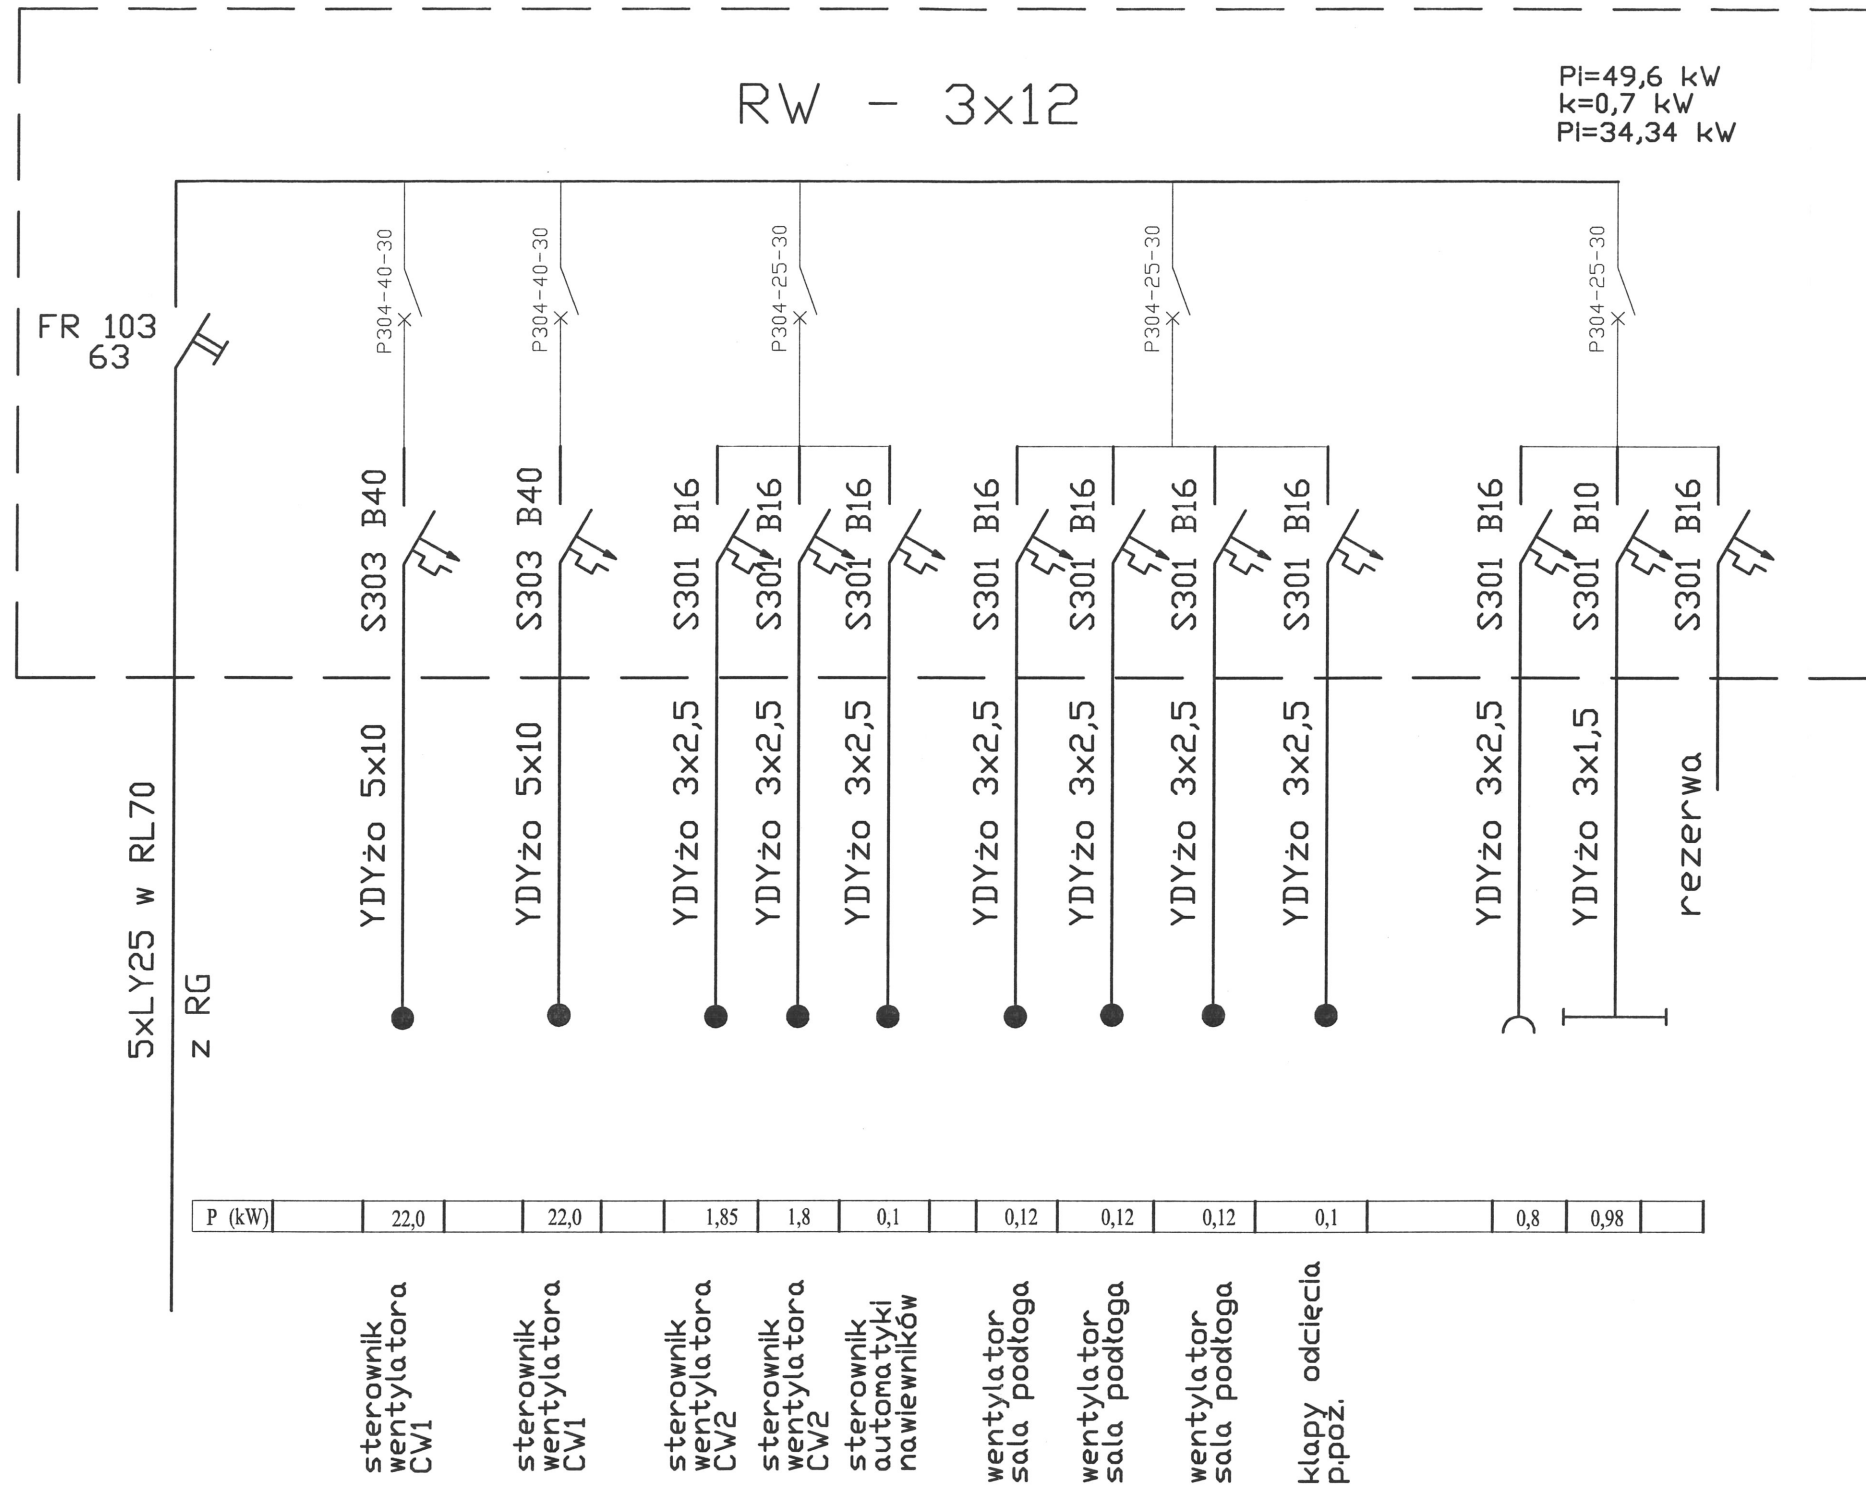 RW - 3x12
Pi=49,6 kW
k=0,7 kW
Pi=34,34 kW
FR 103
63
P304-40-30
P304-40-30
P304-25-30
P304-25-30
P304-25-30
S303 B40
S303 B40
S301 B16
S301 B16
S301 B16
S301 B16
S301 B16
S301 B16
S301 B16
S301 B16
S301 B10
S301 B16
5xLY25 w RL70
z RG
YDYżo 5x10
YDYżo 5x10
YDYżo 3x2,5
YDYżo 3x2,5
YDYżo 3x2,5
YDYżo 3x2,5
YDYżo 3x2,5
YDYżo 3x2,5
YDYżo 3x2,5
YDYżo 3x2,5
YDYżo 3x1,5
rezerwa
P (kW) 22,0 22,0 1,85 1,8 0,1 0,12 0,12 0,12 0,1 0,8 0,98
sterownik
wentylatora
CW1
sterownik
wentylatora
CW1
sterownik
wentylatora
CW2
sterownik
wentylatora
CW2
sterownik
automatyki
nawiewników
wentylator
sala podłoga
wentylator
sala podłoga
wentylator
sala podłoga
klapy odcięcia
p.poż.